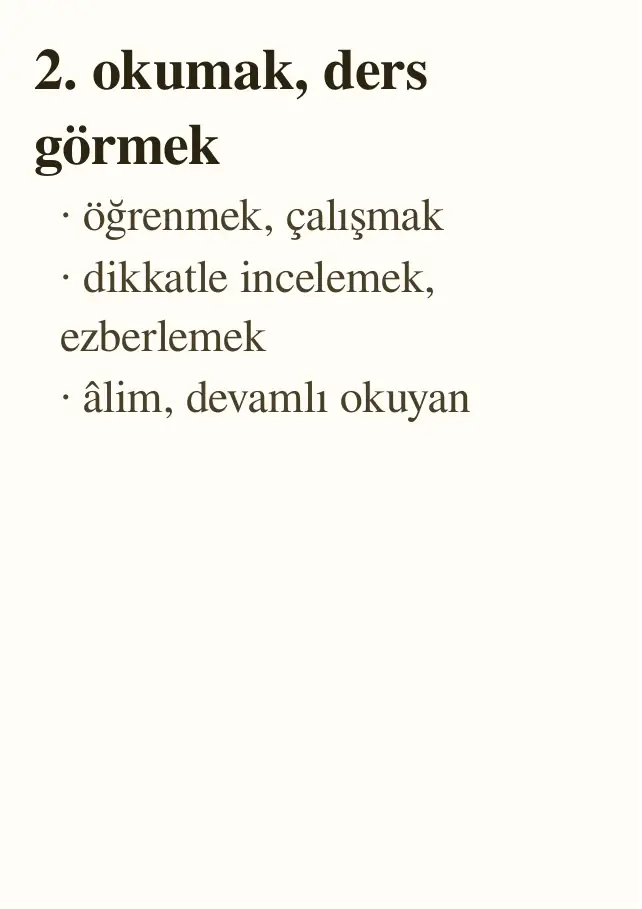 2. okumak, ders
görmek
· öğrenmek, çalışmak
· dikkatle incelemek,
ezberlemek
· âlim, devamlı okuyan